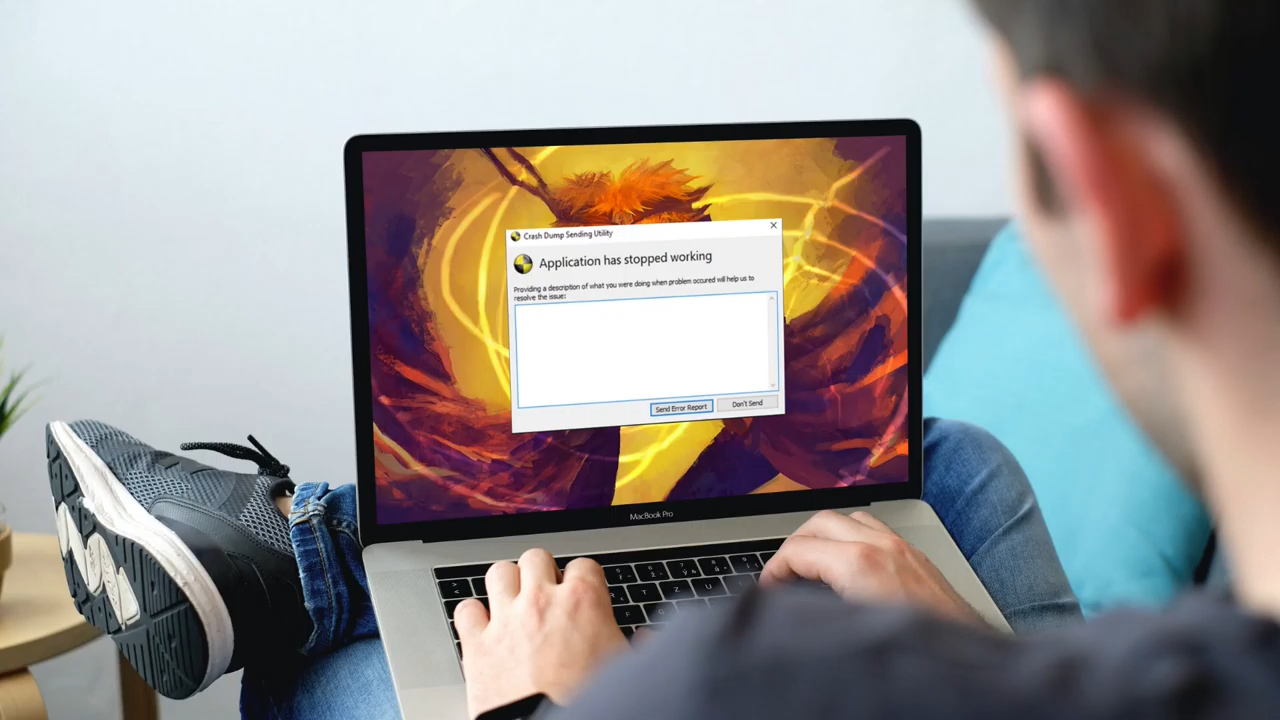 Crash Dump Sending Utility
Application has stopped working
Providing a description of what you were doing when problem occured will help us to
resolve the issue:
Send Error Report
Don't Send
MacBook Pro